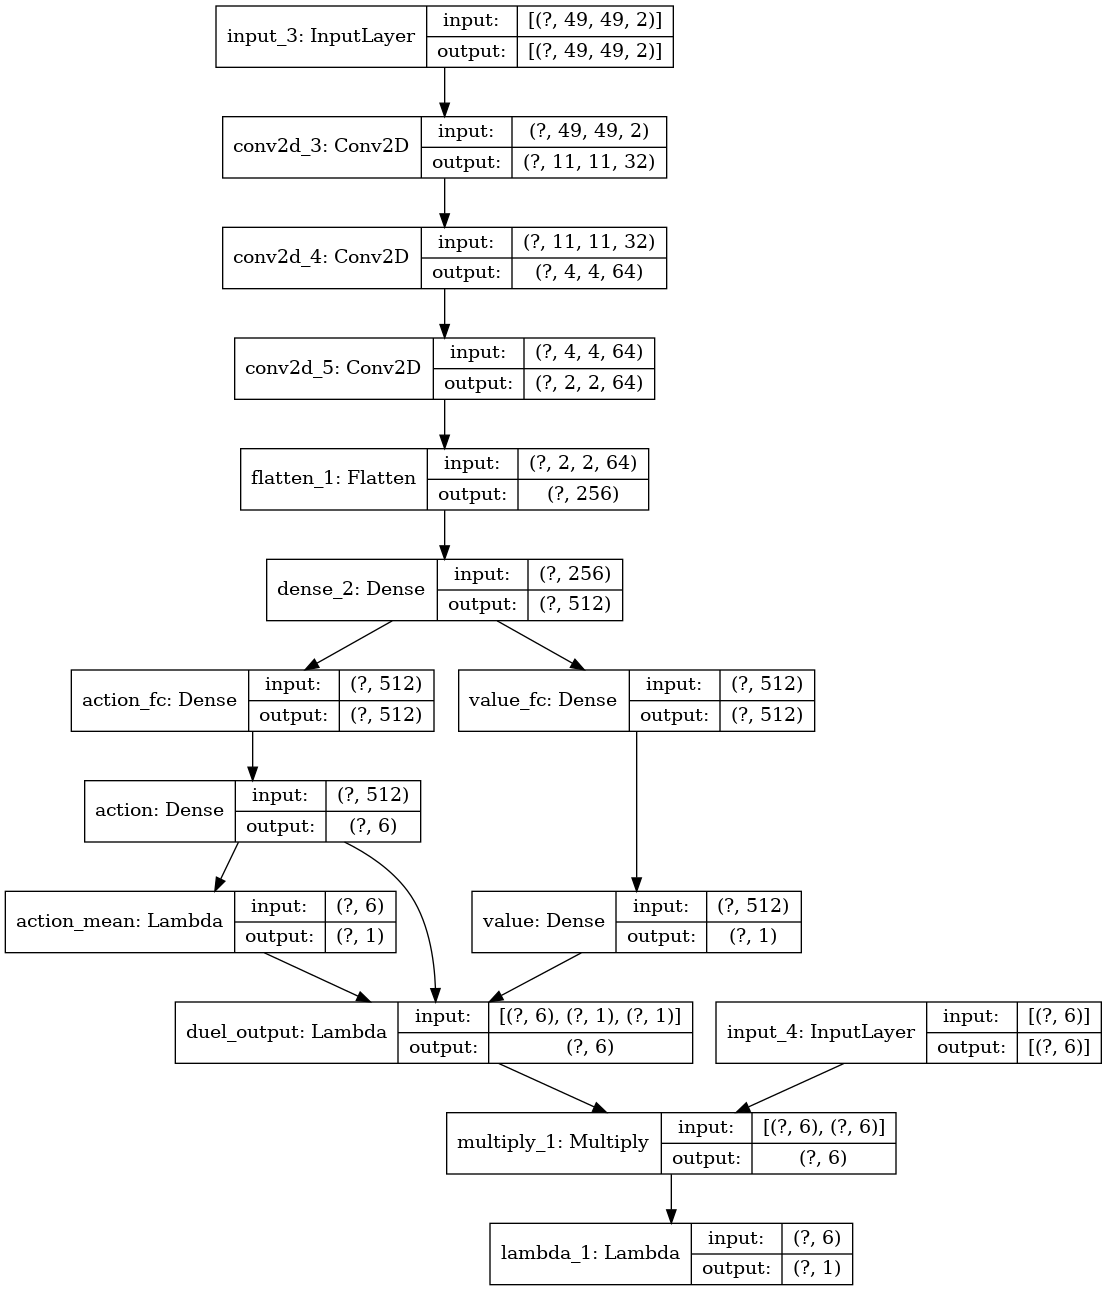 input_3: InputLayer
input: [(?, 49, 49, 2)]
output: [(?, 49, 49, 2)]
conv2d_3: Conv2D
input: (?, 49, 49, 2)
output: (?, 11, 11, 32)
conv2d_4: Conv2D
input: (?, 11, 11, 32)
output: (?, 4, 4, 64)
conv2d_5: Conv2D
input: (?, 4, 4, 64)
output: (?, 2, 2, 64)
flatten_1: Flatten
input: (?, 2, 2, 64)
output: (?, 256)
dense_2: Dense
input: (?, 256)
output: (?, 512)
action_fc: Dense
input: (?, 512)
output: (?, 512)
value_fc: Dense
input: (?, 512)
output: (?, 512)
action: Dense
input: (?, 512)
output: (?, 6)
action_mean: Lambda
input: (?, 6)
output: (?, 1)
value: Dense
input: (?, 512)
output: (?, 1)
duel_output: Lambda
input: [(?, 6), (?, 1), (?, 1)]
output: (?, 6)
input_4: InputLayer
input: [(?, 6)]
output: [(?, 6)]
multiply_1: Multiply
input: [(?, 6), (?, 6)]
output: (?, 6)
lambda_1: Lambda
input: (?, 6)
output: (?, 1)